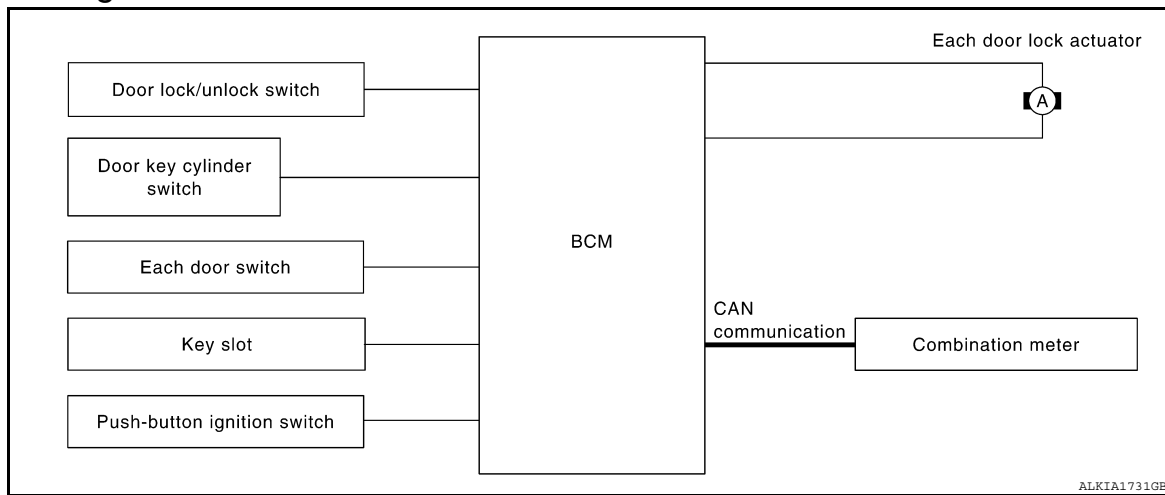 Door lock/unlock switch
Door key cylinder
switch
Each door switch
Key slot
Push-button ignition switch
BCM
Each door lock actuator
A
CAN
communication
Combination meter
ALKIA1731GB